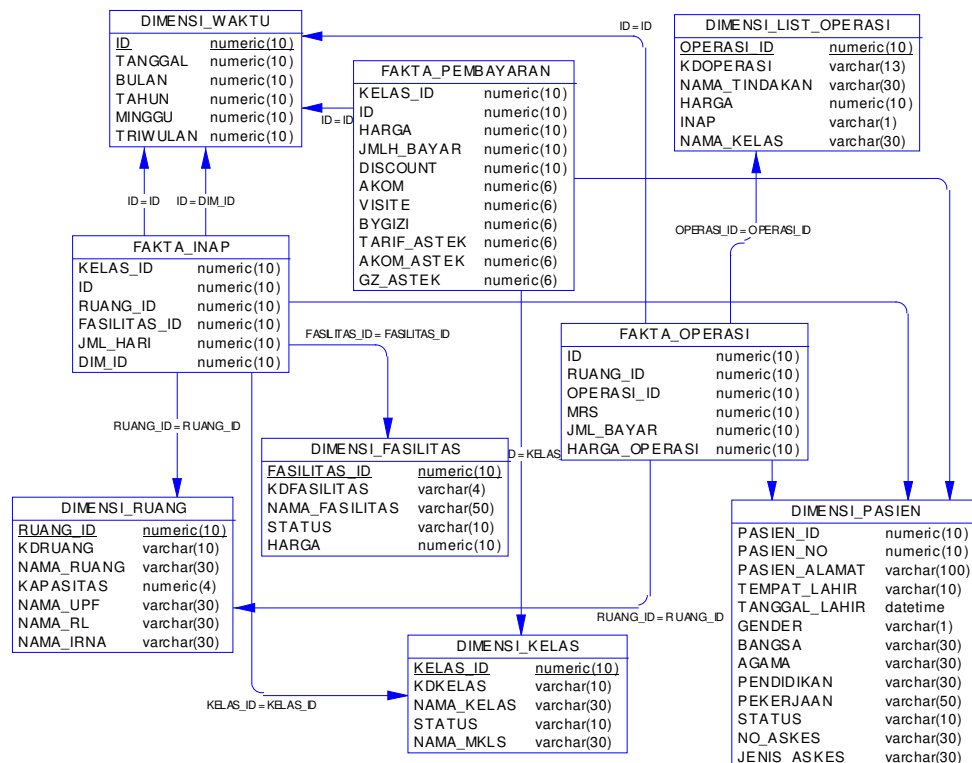 DIMENSI_WAKTU
ID numeric(10)
TANGGAL numeric(10)
BULAN numeric(10)
TAHUN numeric(10)
MINGGU numeric(10)
TRIWULAN numeric(10)
ID = ID
DIMENSI_LIST_OPERASI
OPERASI_ID numeric(10)
KDOPERASI varchar(13)
NAMA_TINDAKAN varchar(30)
HARGA numeric(10)
INAP varchar(1)
NAMA_KELAS varchar(30)
FAKTA_PEMBAYARAN
KELAS_ID numeric(10)
ID numeric(10)
HARGA numeric(10)
JMLH_BAYAR numeric(10)
DISCOUNT numeric(10)
AKOM numeric(6)
VISITE numeric(6)
BYGIZI numeric(6)
TARIF_ASTEK numeric(6)
AKOM_ASTEK numeric(6)
GZ_ASTEK numeric(6)
ID = ID
ID = ID
ID = DIM_ID
OPERASI_ID = OPERASI_ID
FAKTA_INAP
KELAS_ID numeric(10)
ID numeric(10)
RUANG_ID numeric(10)
FASILITAS_ID numeric(10)
JML_HARI numeric(10)
DIM_ID numeric(10)
FASILITAS_ID = FASILITAS_ID
FAKTA_OPERASI
ID numeric(10)
RUANG_ID numeric(10)
OPERASI_ID numeric(10)
MRS numeric(10)
JML_BAYAR numeric(10)
HARGA_OPERASI numeric(10)
RUANG_ID = RUANG_ID
DIMENSI_FASILITAS
FASILITAS_ID numeric(10)
KDFASILITAS varchar(4)
NAMA_FASILITAS varchar(50)
STATUS varchar(10)
HARGA numeric(10)
D = KELAS
DIMENSI_RUANG
RUANG_ID numeric(10)
KDRUANG varchar(10)
NAMA_RUANG varchar(30)
KAPASITAS numeric(4)
NAMA_UPF varchar(30)
NAMA_RL varchar(30)
NAMA_IRNA varchar(30)
DIMENSI_PASIEN
PASIEN_ID numeric(10)
PASIEN_NO numeric(10)
PASIEN_ALAMAT varchar(100)
TEMPAT_LAHIR varchar(10)
TANGGAL_LAHIR datetime
GENDER varchar(1)
BANGSA varchar(30)
AGAMA varchar(30)
PENDIDIKAN varchar(30)
PEKERJAAN varchar(50)
STATUS varchar(10)
NO_ASKES varchar(30)
JENIS_ASKES varchar(30)
RUANG_ID = RUANG_ID
DIMENSI_KELAS
KELAS_ID numeric(10)
KDKELAS varchar(10)
NAMA_KELAS varchar(30)
STATUS varchar(10)
NAMA_MKLS varchar(30)
KELAS_ID = KELAS_ID